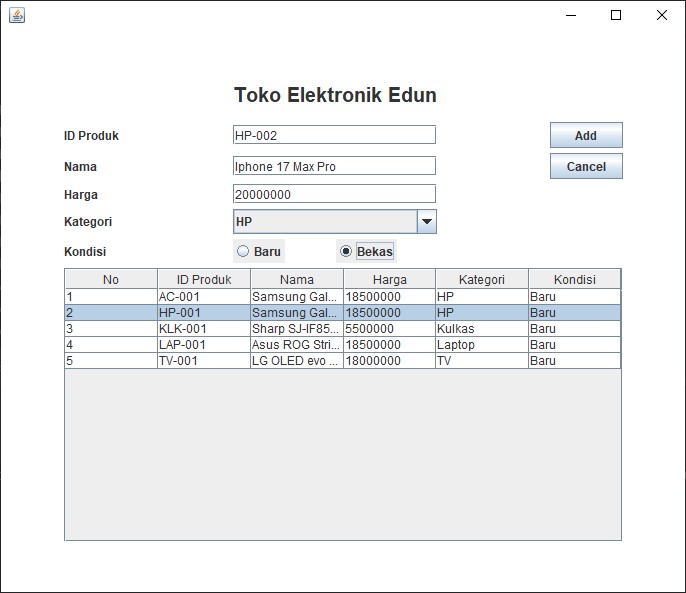 Toko Elektronik Edun
ID Produk HP-002 Add
Nama Iphone 17 Max Pro Cancel
Harga 20000000
Kategori HP
Kondisi Baru Bekas
No ID Produk Nama Harga Kategori Kondisi
1 AC-001 Samsung Gal... 18500000 HP Baru
2 HP-001 Samsung Gal... 18500000 HP Baru
3 KLK-001 Sharp SJ-IF85... 5500000 Kulkas Baru
4 LAP-001 Asus ROG Stri... 18500000 Laptop Baru
5 TV-001 LG OLED evo ... 18000000 TV Baru